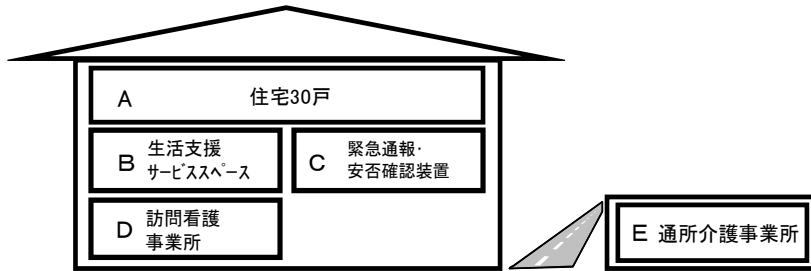 A 住宅30戸
B 生活支援
サービススペース
C 緊急通報・
安否確認装置
D 訪問看護
事業所
E 通所介護事業所